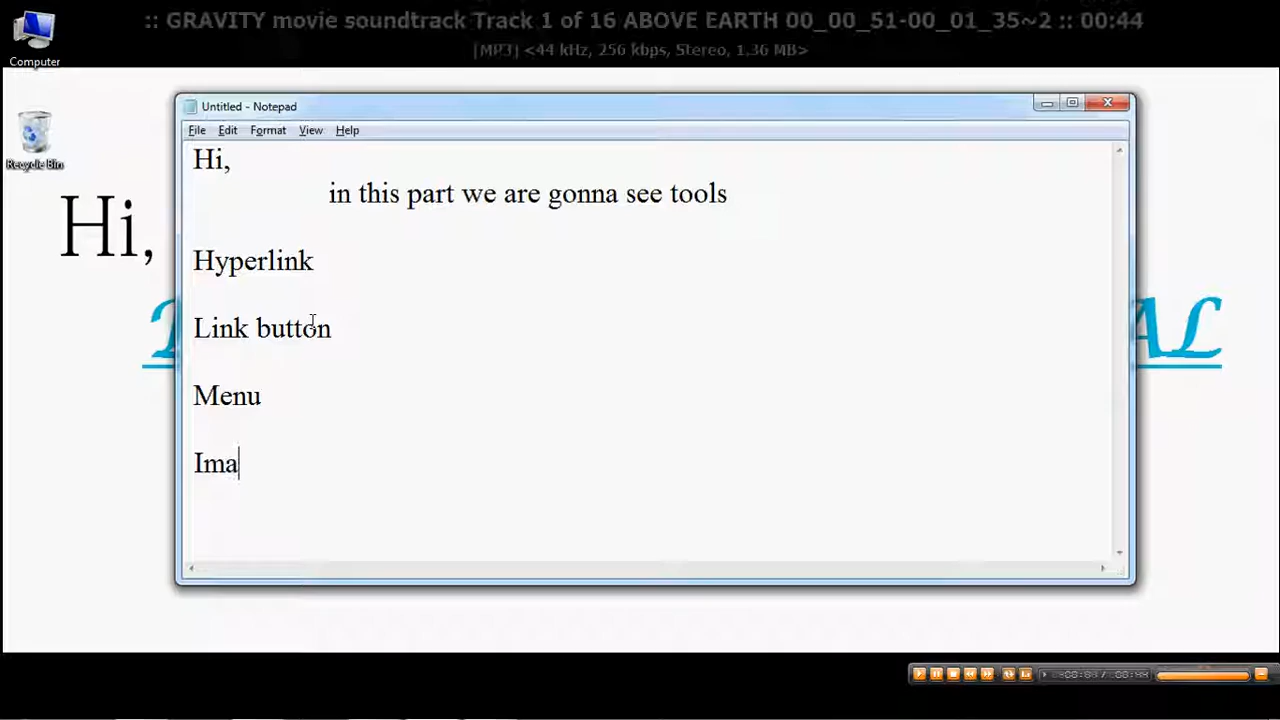 :: GRAVITY movie soundtrack Track 1 of 16 ABOVE EARTH 00_00_51-00_01_35~2 :: 00:44
[MP3] <44 kHz, 256 kbps, Stereo, 1.36 MB>
Computer
Recycle Bin
Untitled - Notepad
File Edit Format View Help
Hi,
in this part we are gonna see tools
Hyperlink
Link button
Menu
Ima
Hi,
AL